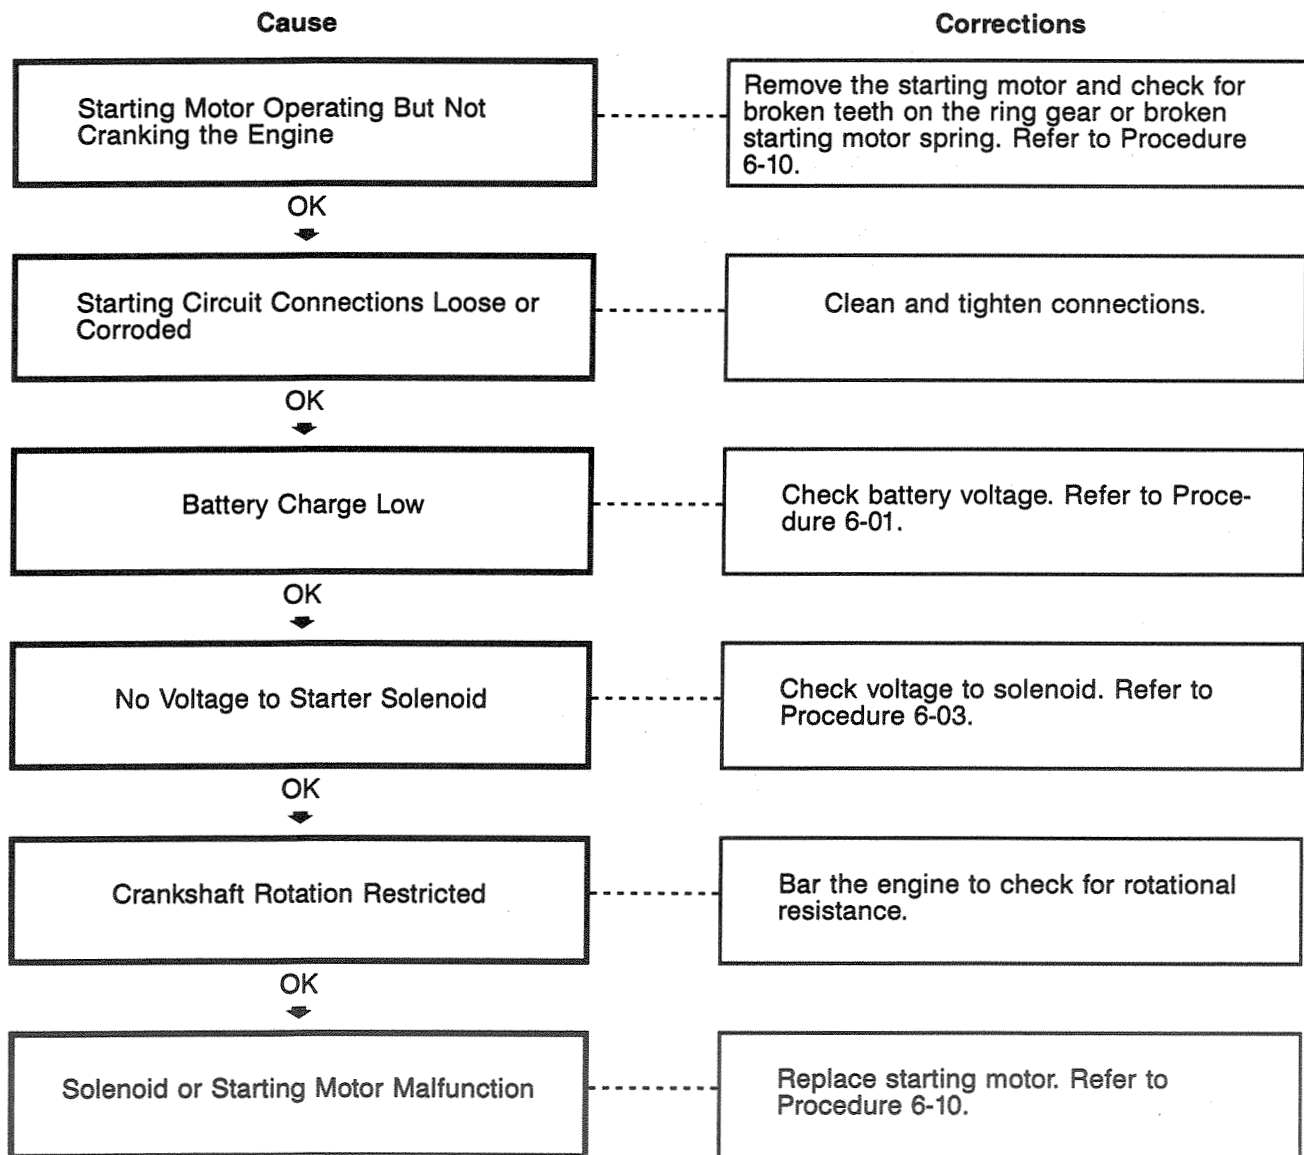 Cause
Corrections
Starting Motor Operating But Not
Cranking the Engine
Remove the starting motor and check for
broken teeth on the ring gear or broken
starting motor spring. Refer to Procedure
6-10.
OK
Starting Circuit Connections Loose or
Corroded
Clean and tighten connections.
OK
Battery Charge Low
Check battery voltage. Refer to Proce-
dure 6-01.
OK
No Voltage to Starter Solenoid
Check voltage to solenoid. Refer to
Procedure 6-03.
OK
Crankshaft Rotation Restricted
Bar the engine to check for rotational
resistance.
OK
Solenoid or Starting Motor Malfunction
Replace starting motor. Refer to
Procedure 6-10.